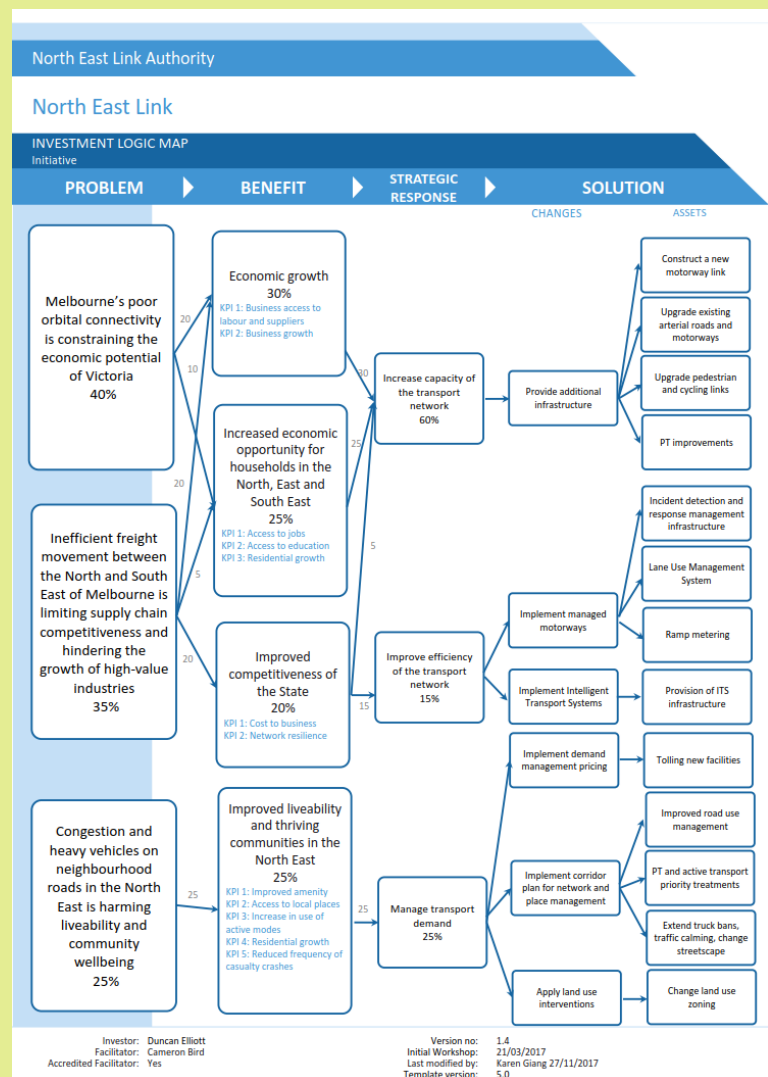 North East Link Authority
North East Link
INVESTMENT LOGIC MAP
Initiative
PROBLEM
BENEFIT
STRATEGIC
RESPONSE
SOLUTION
CHANGES
ASSETS
Melbourne's poor
orbital connectivity
is constraining the
economic potential
of Victoria
40%
Inefficient freight
movement between
the North and South
East of Melbourne is
limiting supply chain
competitiveness and
hindering the
growth of high-value
industries
35%
Congestion and
heavy vehicles on
neighbourhood
roads in the North
East is harming
liveability and
community
wellbeing
25%
20
10
20
5
20
25
Economic growth
30%
KPI 1: Business access to
labour and suppliers
KPI 2: Business growth
Increased economic
opportunity for
households in the
North, East and
South East
25%
KPI 1: Access to jobs
KPI 2: Access to education
KPI 3: Residential growth
Improved
competitiveness of
the State
20%
KPI 1: Cost to business
KPI 2: Network resilience
Improved liveability
and thriving
communities in the
North East
25%
KPI 1: Improved amenity
KPI 2: Access to local places
KPI 3: Increase in use of
active modes
KPI 4: Residential growth
KPI 5: Reduced frequency of
casualty crashes
30
25
5
15
25
Increase capacity of
the transport
network
60%
Improve efficiency
of the transport
network
15%
Manage transport
demand
25%
Provide additional
infrastructure
Implement managed
motorways
Implement Intelligent
Transport Systems
Implement demand
management pricing
Implement corridor
plan for network and
place management
Apply land use
interventions
Construct a new
motorway link
Upgrade existing
arterial roads and
motorways
Upgrade pedestrian
and cycling links
PT improvements
Incident detection and
response management
infrastructure
Lane Use Management
System
Ramp metering
Provision of ITS
infrastructure
Tolling new facilities
Improved road use
management
PT and active transport
priority treatments
Extend truck bans,
traffic calming, change
streetscape
Change land use
zoning
Investor: Duncan Elliott
Facilitator: Cameron Bird
Accredited Facilitator: Yes
Version no: 1.4
Initial Workshop: 21/03/2017
Last modified by: Karen Giang 27/11/2017
Template version: 5.0